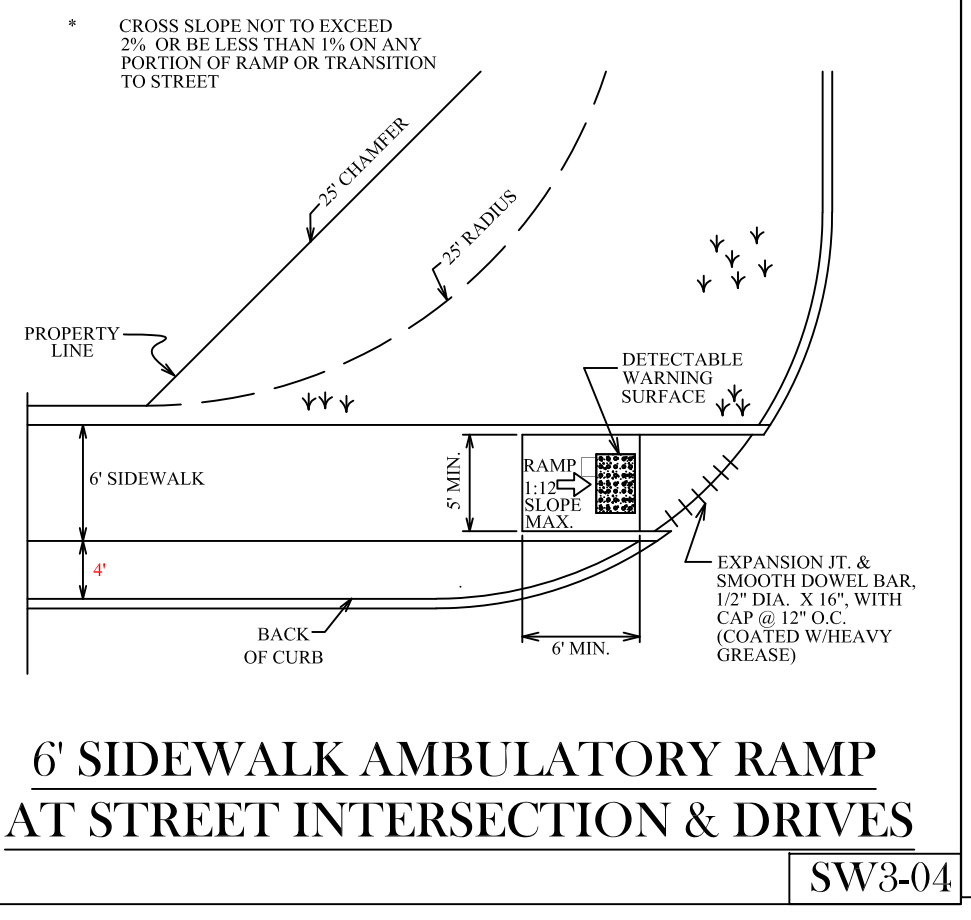 * CROSS SLOPE NOT TO EXCEED
2% OR BE LESS THAN 1% ON ANY
PORTION OF RAMP OR TRANSITION
TO STREET
25' CHAMFER
25' RADIUS
PROPERTY
LINE
DETECTABLE
WARNING
SURFACE
6' SIDEWALK
5' MIN.
RAMP
1:12
SLOPE
MAX.
4'
EXPANSION JT. &
SMOOTH DOWEL BAR,
1/2" DIA. X 16", WITH
CAP @ 12" O.C.
(COATED W/HEAVY
GREASE)
BACK
OF CURB
6' MIN.
6' SIDEWALK AMBULATORY RAMP
AT STREET INTERSECTION & DRIVES
SW3-04